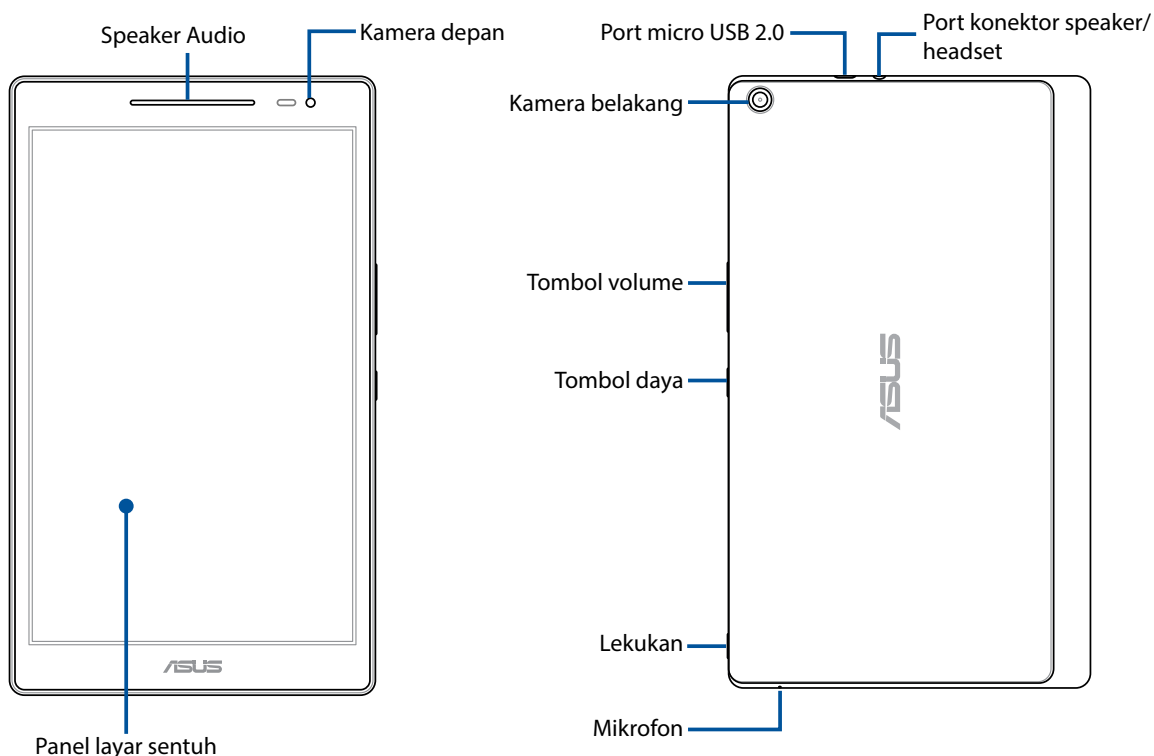 Speaker Audio
Kamera depan
ASUS
Panel layar sentuh
Port micro USB 2.0
Port konektor speaker/
headset
Kamera belakang
Tombol volume
Tombol daya
ASUS
Lekukan
Mikrofon